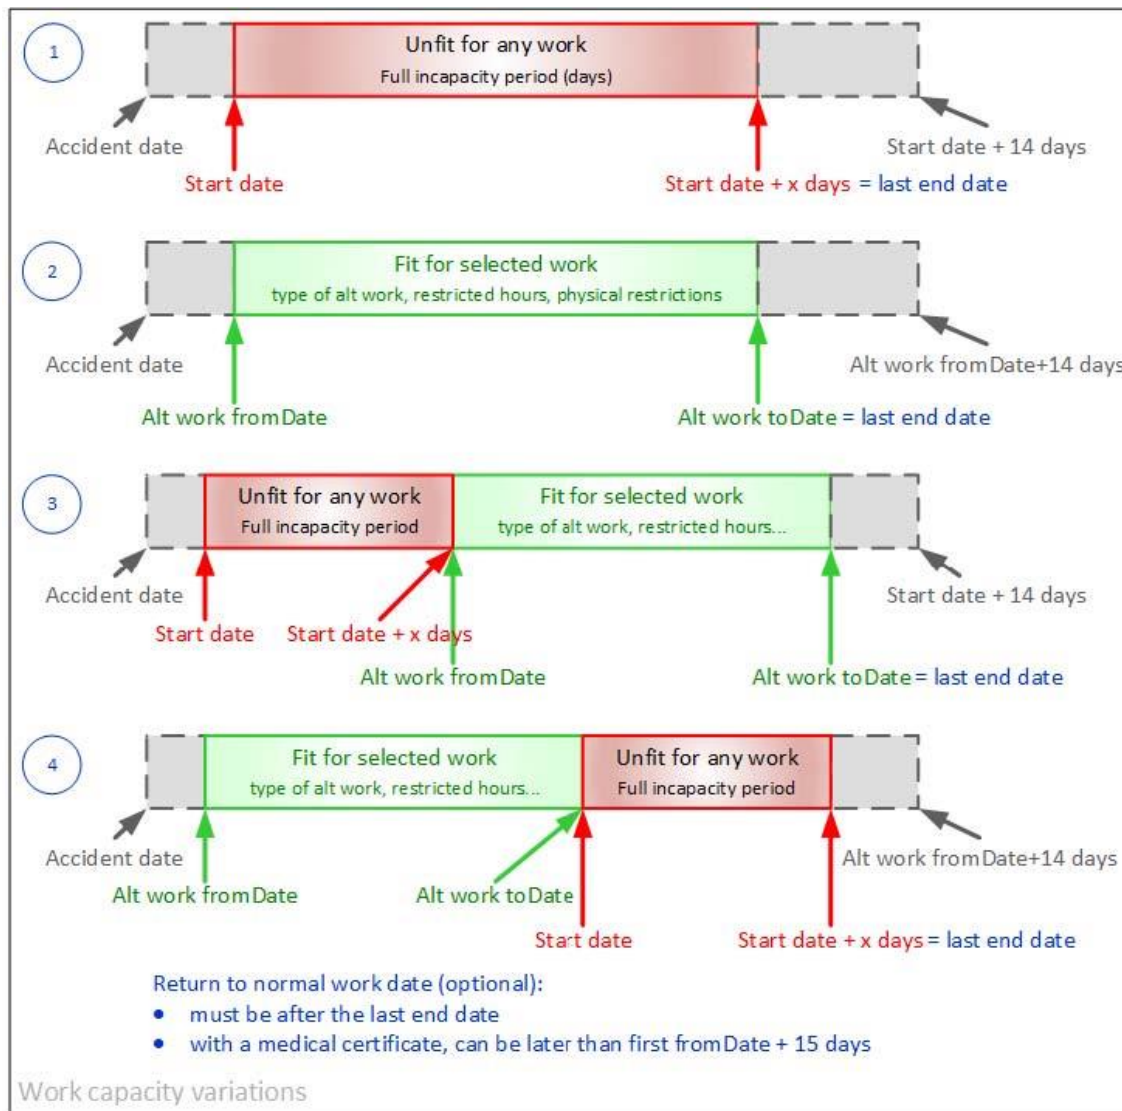 1
Unfit for any work
Full incapacity period (days)
Accident date
Start date + 14 days
Start date
Start date + x days = last end date
2
Fit for selected work
type of alt work, restricted hours, physical restrictions
Accident date
Alt work fromDate+14 days
Alt work fromDate
Alt work toDate = last end date
3
Unfit for any work
Full incapacity period
Fit for selected work
type of alt work, restricted hours...
Accident date
Start date + 14 days
Start date
Start date + x days
Alt work fromDate
Alt work toDate = last end date
4
Fit for selected work
type of alt work, restricted hours...
Unfit for any work
Full incapacity period
Accident date
Alt work fromDate+14 days
Alt work fromDate
Alt work toDate
Start date
Start date + x days = last end date
Return to normal work date (optional):
• must be after the last end date
• with a medical certificate, can be later than first fromDate + 15 days
Work capacity variations